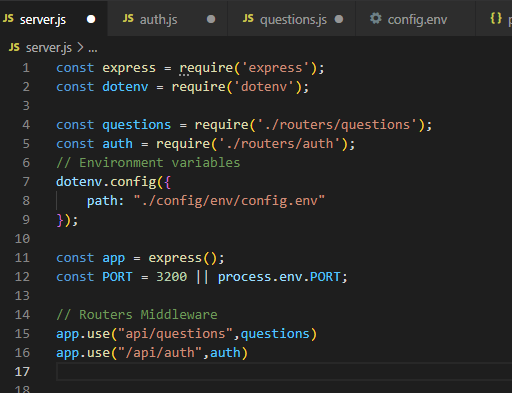 JS server.js ● JS auth.js ● JS questions.js ● config.env {} p
JS server.js > ...
1 const express = require('express');
2 const dotenv = require('dotenv');
3
4 const questions = require('./routers/questions');
5 const auth = require('./routers/auth');
6 // Environment variables
7 dotenv.config({
8 path: "./config/env/config.env"
9 });
10
11 const app = express();
12 const PORT = 3200 || process.env.PORT;
13
14 // Routers Middleware
15 app.use("api/questions",questions)
16 app.use("/api/auth",auth)
17
18